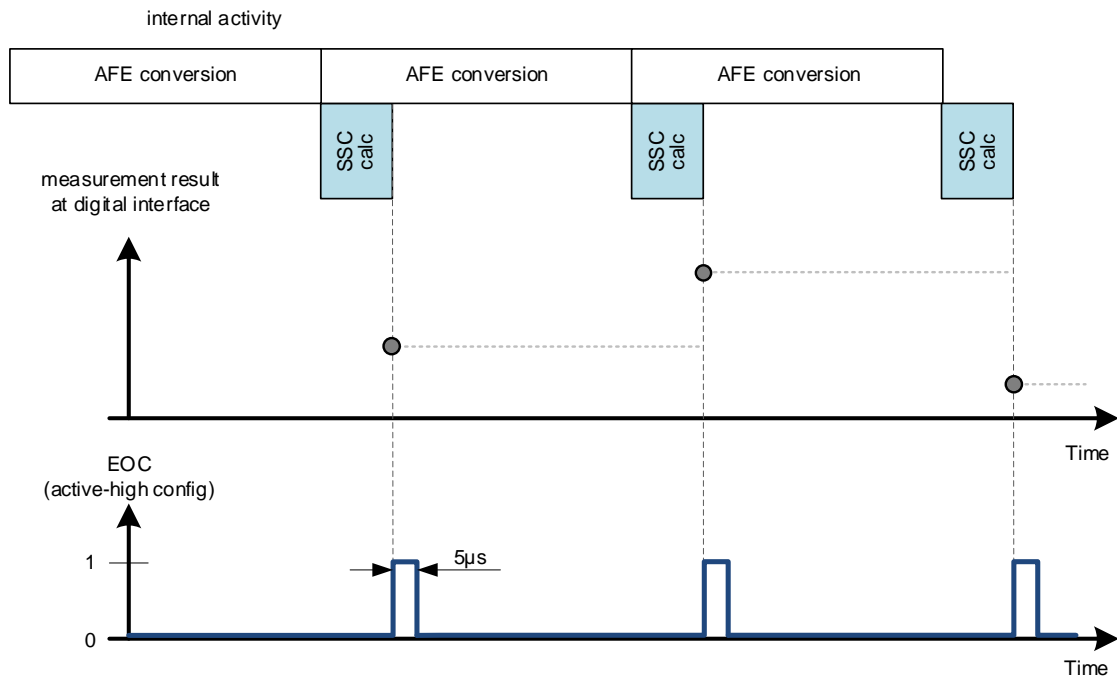 internal activity
AFE conversion
AFE conversion
AFE conversion
SSC
calc
SSC
calc
SSC
calc
measurement result
at digital interface
Time
EOC
(active-high config)
1
5µs
0
Time